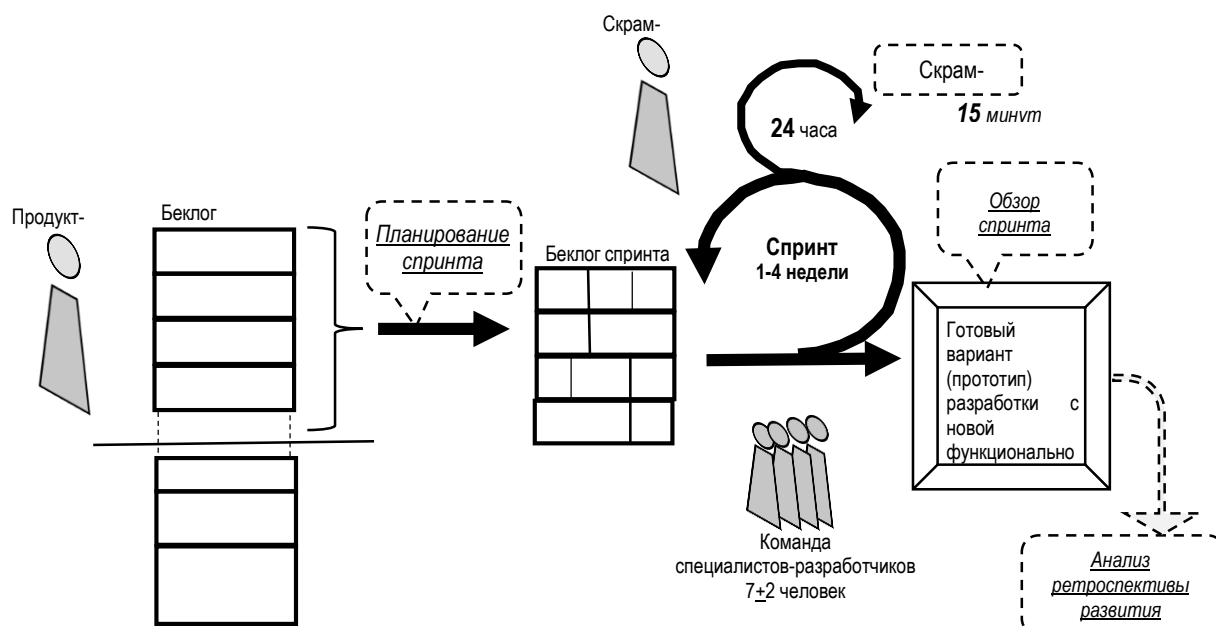 Скрам-
Скрам-
15 минут
24 часа
Продукт-
Беклог
Планирование
спринта
Беклог спринта
Спринт
1-4 недели
Обзор
спринта
Готовый
вариант
(прототип)
разработки с
новой
функционально
Команда
специалистов-разработчиков
7+2 человек
Анализ
ретроспективы
развития